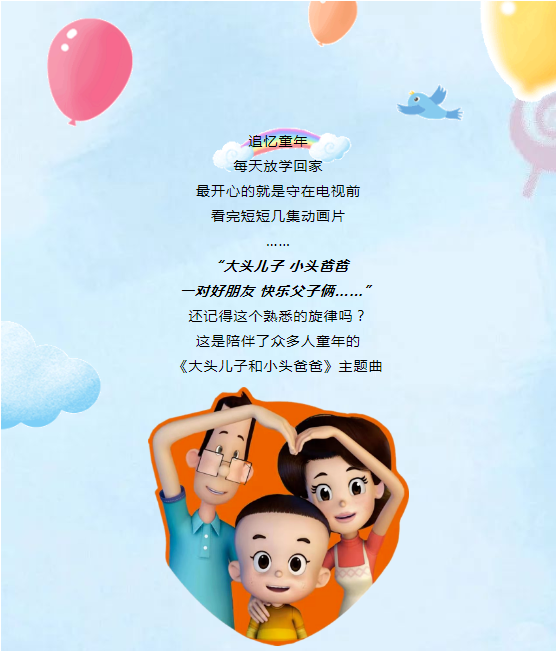 追忆童年
每天放学回家
最开心的就是守在电视前
看完短短几集动画片
……
“大头儿子 小头爸爸
一对好朋友 快乐父子俩……”
还记得这个熟悉的旋律吗？
这是陪伴了众多人童年的
《大头儿子和小头爸爸》主题曲